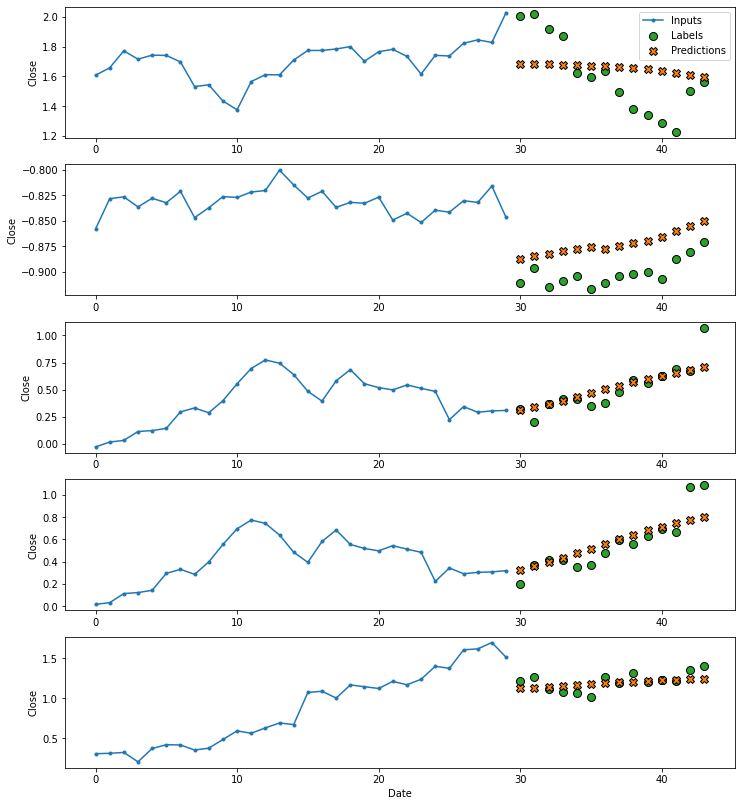 2.0
1.8
1.6
1.4
1.2
Close
Inputs
Labels
Predictions
0 10 20 30 40
−0.800
−0.825
−0.850
−0.875
−0.900
Close
0 10 20 30 40
1.00
0.75
0.50
0.25
0.00
Close
0 10 20 30 40
1.0
0.8
0.6
0.4
0.2
0.0
Close
0 10 20 30 40
1.5
1.0
0.5
Close
0 10 20 30 40
Date